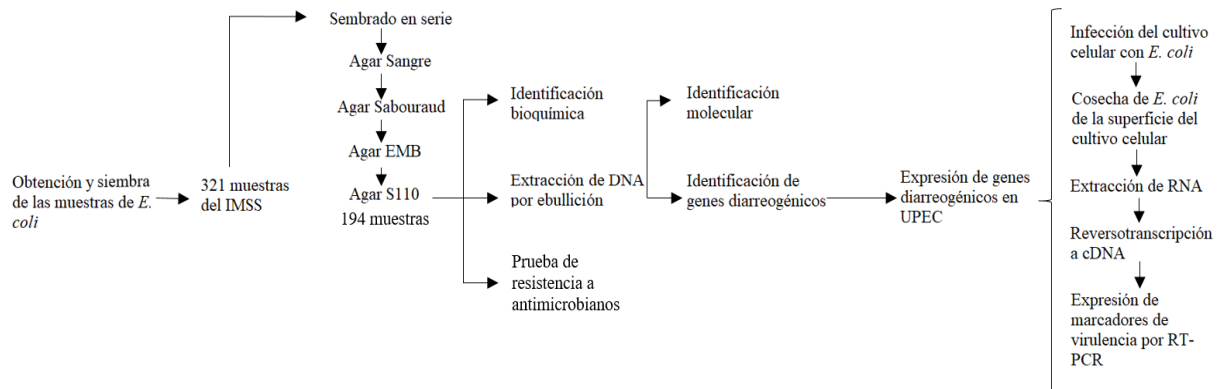 Obtención y siembra
de las muestras de E.
coli
321 muestras
del IMSS
Sembrado en serie
Agar Sangre
Agar Sabouraud
Agar EMB
Agar S110
194 muestras
Identificación
bioquímica
Extracción de DNA
por ebullición
Prueba de
resistencia a
antimicrobianos
Identificación
molecular
Identificación de
genes diarreogénicos
Expresión de genes
diarreogénicos en
UPEC
Infección del cultivo
celular con E. coli
Cosecha de E. coli
de la superficie del
cultivo celular
Extracción de RNA
Reversotranscripción
a cDNA
Expresión de
marcadores de
virulencia por RT-
PCR